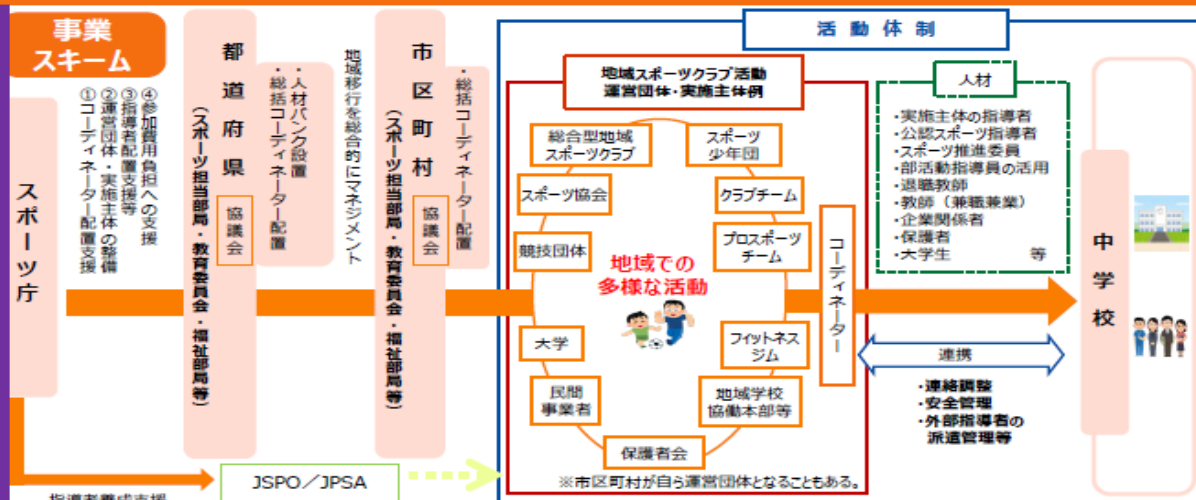 事業
スキーム
スポーツ庁
④参加費用負担への支援
③指導者配置支援等
②運営団体・実施主体の整備
①コーディネーター配置支援
都道府県
(スポーツ担当部局・教育委員会・福祉部局等)
協議会
・人材バンク設置
・総括コーディネーター配置
地域移行を総合的にマネジメント
市区町村
(スポーツ担当部局・教育委員会・福祉部局等)
協議会
・総括コーディネーター配置
活動体制
地域スポーツクラブ活動
運営団体・実施主体例
総合型地域
スポーツクラブ
スポーツ
少年団
スポーツ協会
クラブチーム
競技団体
プロスポーツ
チーム
地域での
多様な活動
大学
フィットネス
ジム
民間
事業者
地域学校
協働本部等
保護者会
※市区町村が自ら運営団体となることもある。
コーディネーター
人材
・実施主体の指導者
・公認スポーツ指導者
・スポーツ推進委員
・部活動指導員の活用
・退職教師
・教師（兼職兼業）
・企業関係者
・保護者
・大学生 等
連携
・連絡調整
・安全管理
・外部指導者の
派遣管理等
中学校
JSPO／JPSA
指導者養成支援